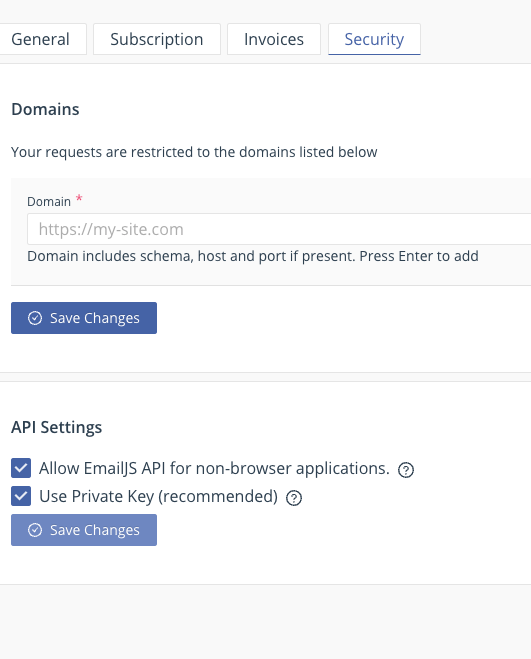 General Subscription Invoices Security
Domains
Your requests are restricted to the domains listed below
Domain *
https://my-site.com
Domain includes schema, host and port if present. Press Enter to add
Save Changes
API Settings
Allow EmailJS API for non-browser applications. ?
Use Private Key (recommended) ?
Save Changes